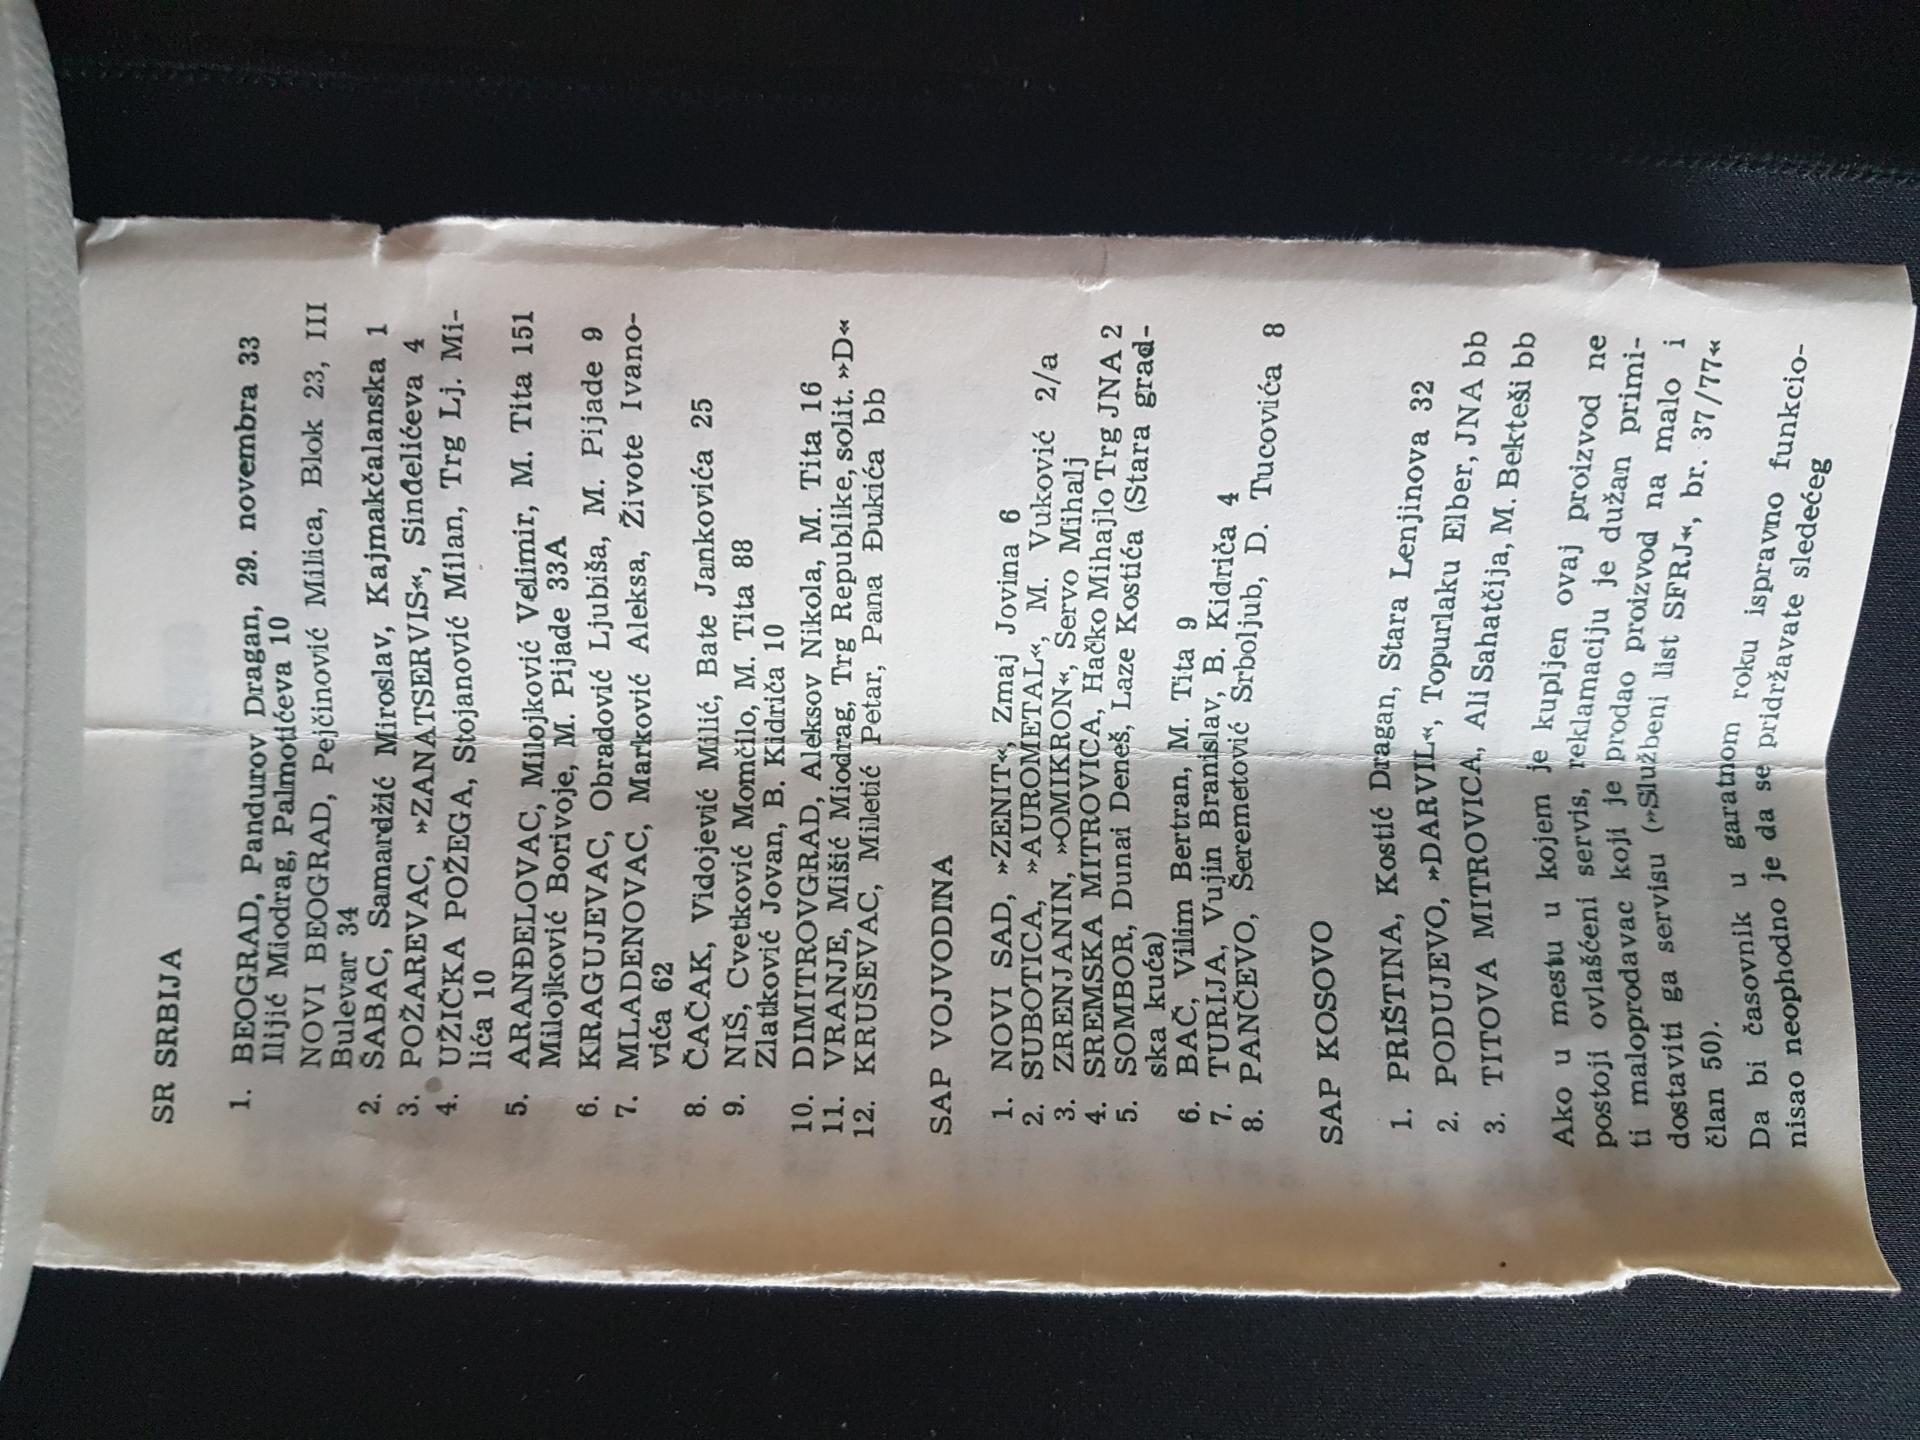 SR SRBIJA
1. BEOGRAD, Pandurov Dragan, 29. novembra 33
Ilijić Miodrag, Palmotićeva 10
NOVI BEOGRAD, Pejčinović Milica, Blok 23, III
Bulevar 34
2. ŠABAC, Samardžić Miroslav, Kajmakčalanska 1
3. POŽAREVAC, »ZANATSERVIS«, Sinđelićeva 4
4. UŽIČKA POŽEGA, Stojanović Milan, Trg Lj. Mi-
lića 10
5. ARANĐELOVAC, Milojković Velimir, M. Tita 151
Milojković Borivoje, M. Pijade 33A
6. KRAGUJEVAC, Obradović Ljubiša, M. Pijade 9
7. MLADENOVAC, Marković Aleksa, Živote Ivano-
vića 62
8. ČAČAK, Vidojević Milić, Bate Jankovića 25
9. NIŠ, Cvetković Momčilo, M. Tita 88
Zlatković Jovan, B. Kidriča 10
10. DIMITROVGRAD, Aleksov Nikola, M. Tita 16
11. VRANJE, Mišić Miodrag, Trg Republike, solit. »D«
12. KRUŠEVAC, Miletić Petar, Pana Đukića bb
SAP VOJVODINA
1. NOVI SAD, »ZENIT«, Zmaj Jovina 6
2. SUBOTICA, »AUROMETAL«, M. Vuković 2/a
3. ZRENJANIN, »OMIKRON«, Servo Mihalj
4. SREMSKA MITROVICA, Hačko Mihajlo Trg JNA 2
5. SOMBOR, Dunai Deneš, Laze Kostića (Stara grad-
ska kuća)
6. BAČ, Vilim Bertran, M. Tita 9
7. TURIJA, Vujin Branislav, B. Kidriča 4
8. PANČEVO, Šeremetović Srboljub, D. Tucovića 8
SAP KOSOVO
1. PRIŠTINA, Kostić Dragan, Stara Lenjinova 32
2. PODUJEVO, »DARVIL«, Topurlaku Elber, JNA bb
3. TITOVA MITROVICA, Ali Sahatčija, M. Bekteši bb
Ako u mestu u kojem je kupljen ovaj proizvod ne
postoji ovlašćeni servis, reklamaciju je dužan primi-
ti maloprodavac koji je prodao proizvod na malo i
dostaviti ga servisu (»Službeni list SFRJ«, br. 37/77«
član 50).
Da bi časovnik u garatnom roku ispravno funkcio-
nisao neophodno je da se pridržavate sledećeg